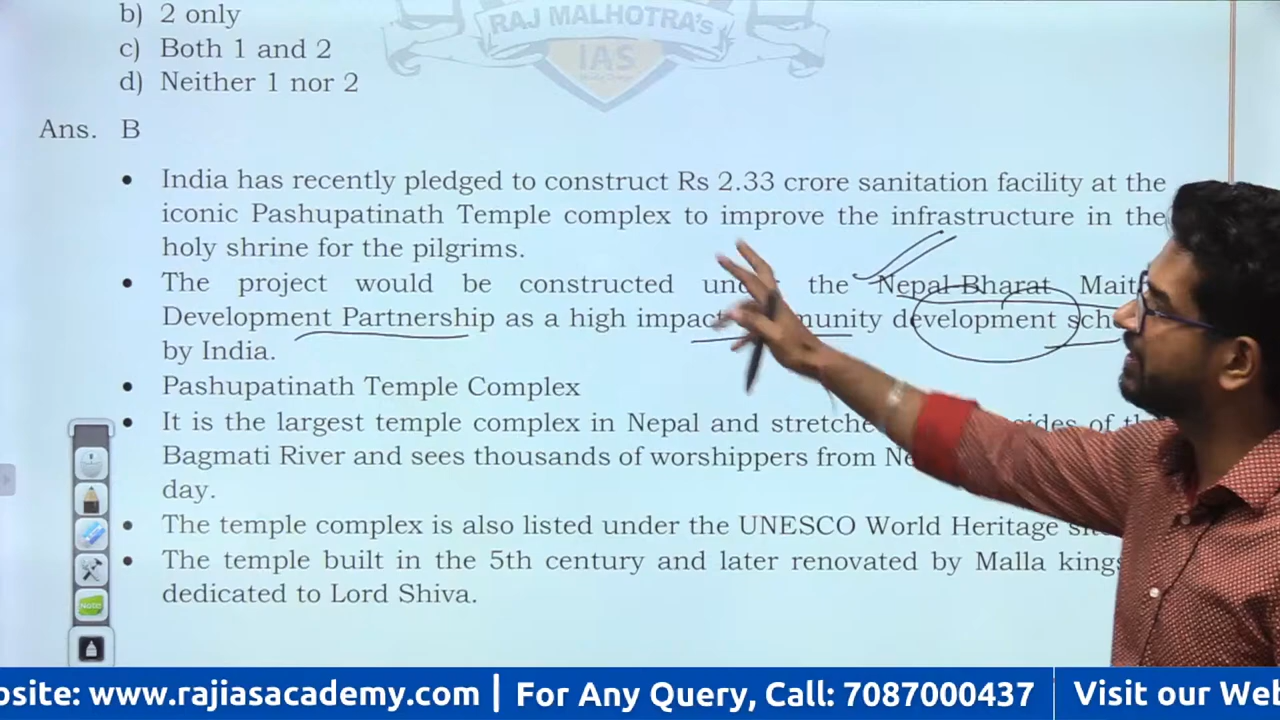 b) 2 only
c) Both 1 and 2
d) Neither 1 nor 2
RAJ MALHOTRA's
IAS
Ans. B
• India has recently pledged to construct Rs 2.33 crore sanitation facility at the
iconic Pashupatinath Temple complex to improve the infrastructure in the
holy shrine for the pilgrims.
• The project would be constructed the Nepal-Bharat
Development Partnership as a high development
by India.
• Pashupatinath Temple Complex
• It is the largest temple complex in Nepal and of
Bagmati River and sees thousands of worshippers from
day.
• The temple complex is also listed under the UNESCO World Heritage
• The temple built in the 5th century and later renovated by Malla kings
dedicated to Lord Shiva.
Note
osite: www.rajiasacademy.com | For Any Query, Call: 7087000437 Visit our Web